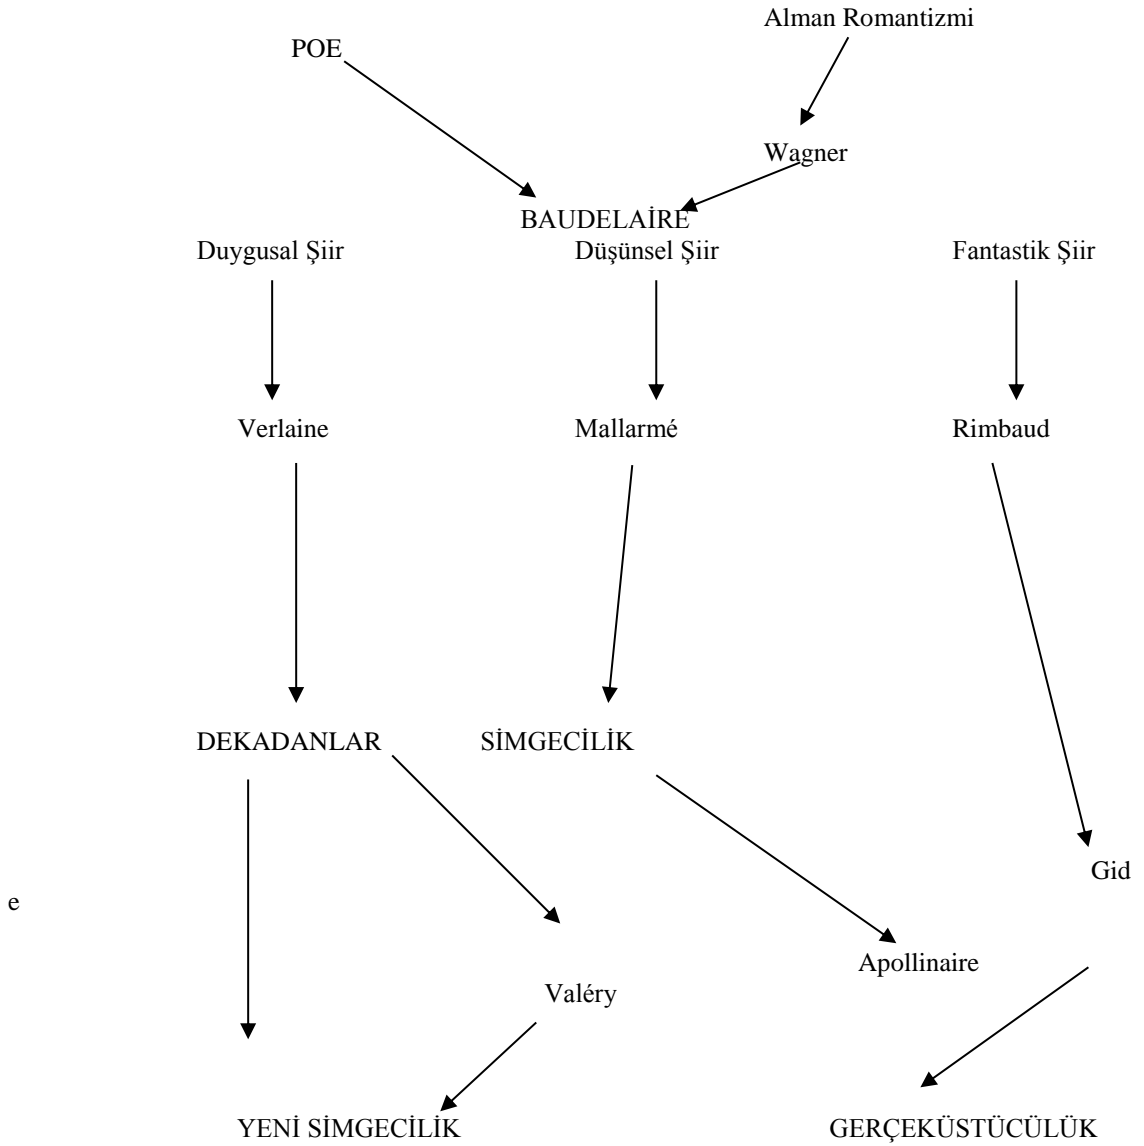 Alman Romantizmi
POE
Wagner
BAUDELAİRE
Duygusal Şiir Düşünsel Şiir Fantastik Şiir
Verlaine Mallarmé Rimbaud
DEKADANLAR SİMGECİLİK
Gid
e
Apollinaire
Valéry
YENİ SİMGECİLİK GERÇEKÜSTÜCÜLÜK